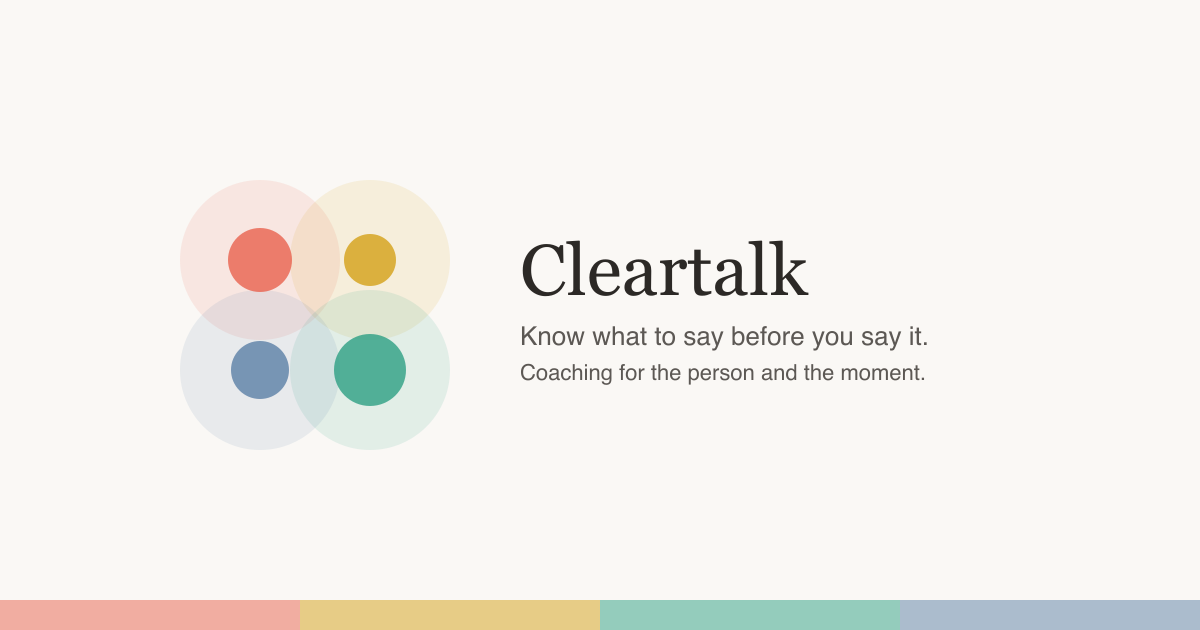 Cleartalk
Know what to say before you say it.
Coaching for the person and the moment.